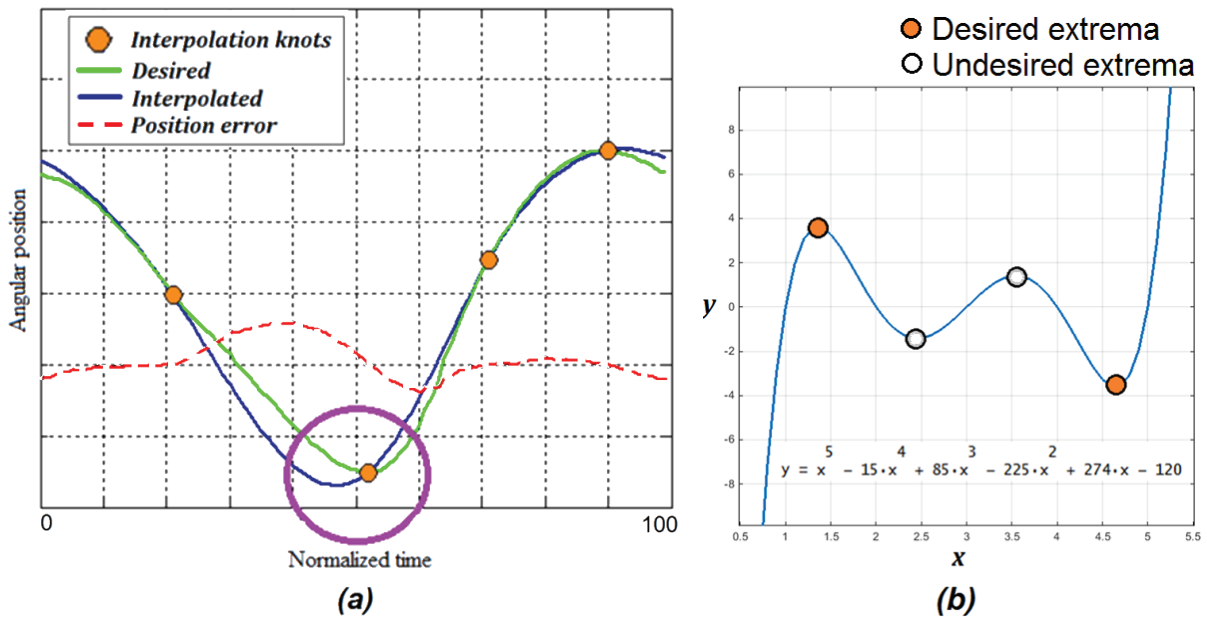 Interpolation knots
Desired
Interpolated
Position error
Angular position
0
100
Normalized time
(a)
Desired extrema
Undesired extrema
8
6
4
2
0
-2
-4
-6
-8
y
5 4 3 2
y = x - 15·x + 85·x - 225·x + 274·x - 120
0.5 1 1.5 2 2.5 3 3.5 4 4.5 5 5.5
x
(b)